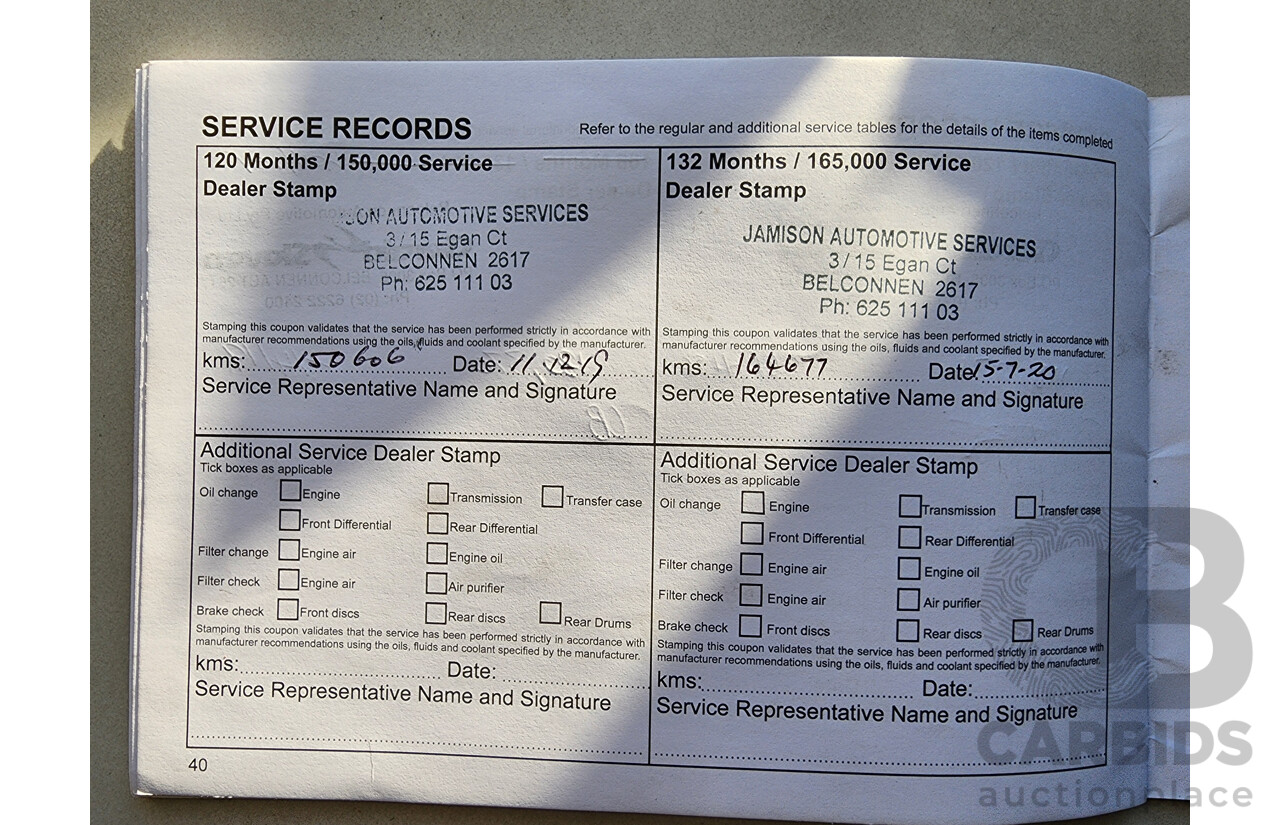 SERVICE RECORDS
Refer to the regular and additional service tables for the details of the items completed
120 Months / 150,000 Service
Dealer Stamp
SON AUTOMOTIVE SERVICES
3/15 Egan Ct
BELCONNEN 2617
Ph: 625 111 03
Stamping this coupon validates that the service has been performed strictly in accordance with
manufacturer recommendations using the oils, fluids and coolant specified by the manufacturer.
kms: 150606 Date: 11.12.19
Service Representative Name and Signature
Additional Service Dealer Stamp
Tick boxes as applicable
Oil change Engine Transmission Transfer case
Front Differential Rear Differential
Filter change Engine air Engine oil
Filter check Engine air Air purifier
Brake check Front discs Rear discs Rear Drums
Stamping this coupon validates that the service has been performed strictly in accordance with
manufacturer recommendations using the oils, fluids and coolant specified by the manufacturer.
kms: Date:
Service Representative Name and Signature
132 Months / 165,000 Service
Dealer Stamp
JAMISON AUTOMOTIVE SERVICES
3/15 Egan Ct
BELCONNEN 2617
Ph: 625 111 03
Stamping this coupon validates that the service has been performed strictly in accordance with
manufacturer recommendations using the oils, fluids and coolant specified by the manufacturer.
kms: 164677 Date: 15-7-20
Service Representative Name and Signature
Additional Service Dealer Stamp
Tick boxes as applicable
Oil change Engine Transmission Transfer case
Front Differential Rear Differential
Filter change Engine air Engine oil
Filter check Engine air Air purifier
Brake check Front discs Rear discs Rear Drums
Stamping this coupon validates that the service has been performed strictly in accordance with
manufacturer recommendations using the oils, fluids and coolant specified by the manufacturer.
kms: Date:
Service Representative Name and Signature
40
CB
CARBIDS
auctionplace